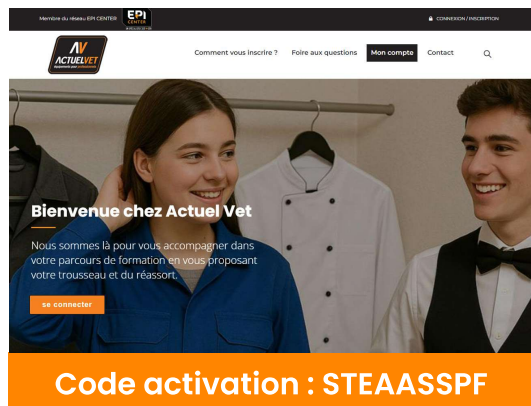 Membre du réseau EPI CENTER
EPI
CENTER
CONNEXION / INSCRIPTION
AV
ACTUELVET
Comment vous inscrire ?
Foire aux questions
Mon compte
Contact
Bienvenue chez Actuel Vet
Nous sommes là pour vous accompagner dans
votre parcours de formation en vous proposant
votre trousseau et du réassort.
se connecter
Code activation : STEAASSPF